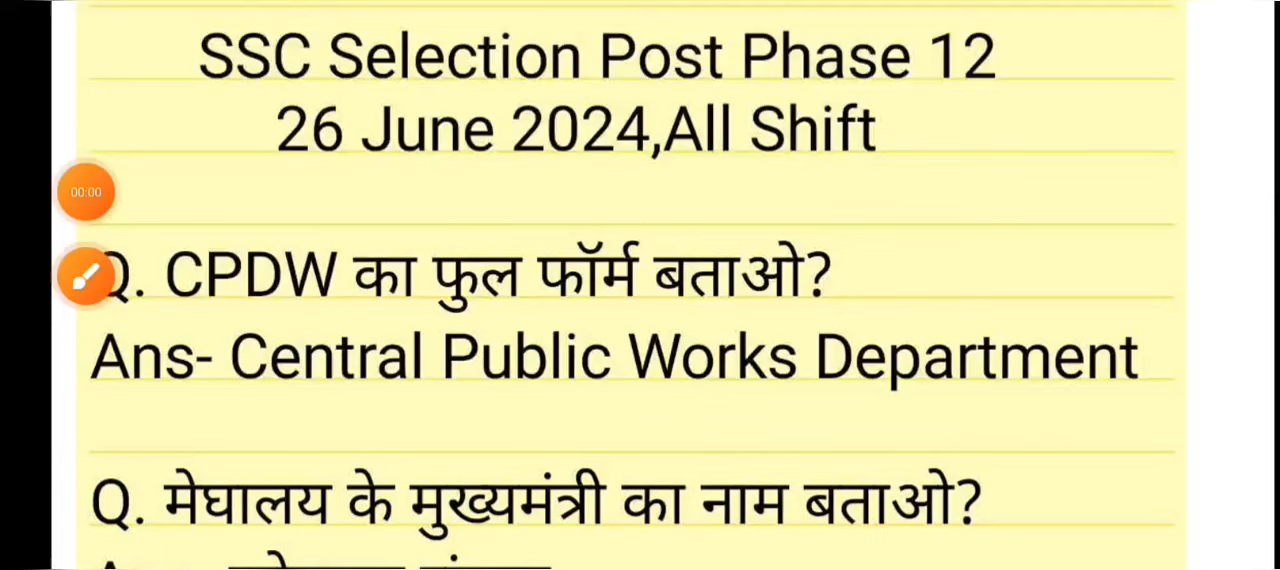 SSC Selection Post Phase 12
26 June 2024,All Shift
00:00
Q. CPDW का फुल फॉर्म बताओ?
Ans- Central Public Works Department
Q. मेघालय के मुख्यमंत्री का नाम बताओ?